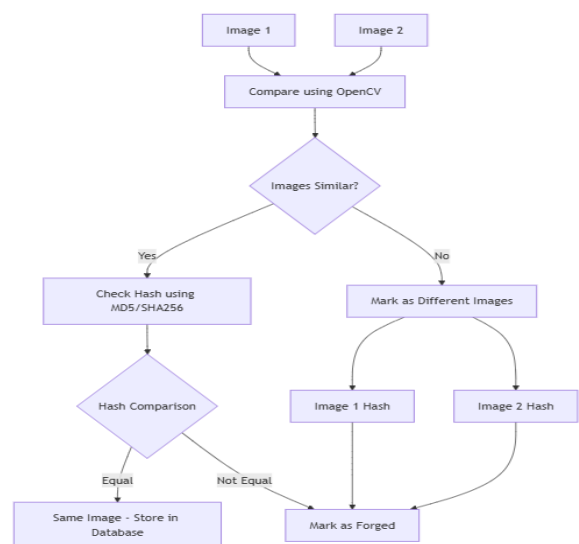 Image 1
Image 2
Compare using OpenCV
Images Similar?
Yes
No
Check Hash using
MD5/SHA256
Mark as Different Images
Hash Comparison
Image 1 Hash
Image 2 Hash
Equal
Not Equal
Same Image - Store in
Database
Mark as Forged